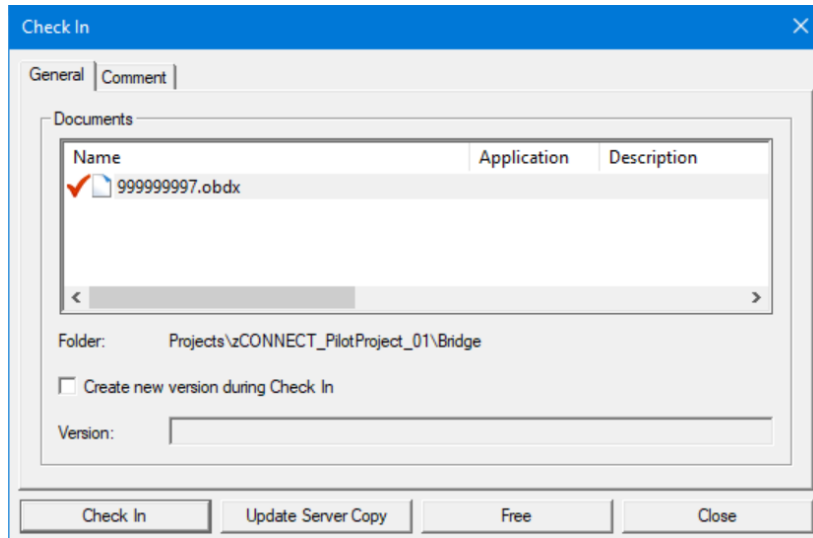 Check In
General Comment
Documents
Name Application Description
999999997.obdx
Folder: Projects\zCONNECT_PilotProject_01\Bridge
Create new version during Check In
Version:
Check In Update Server Copy Free Close